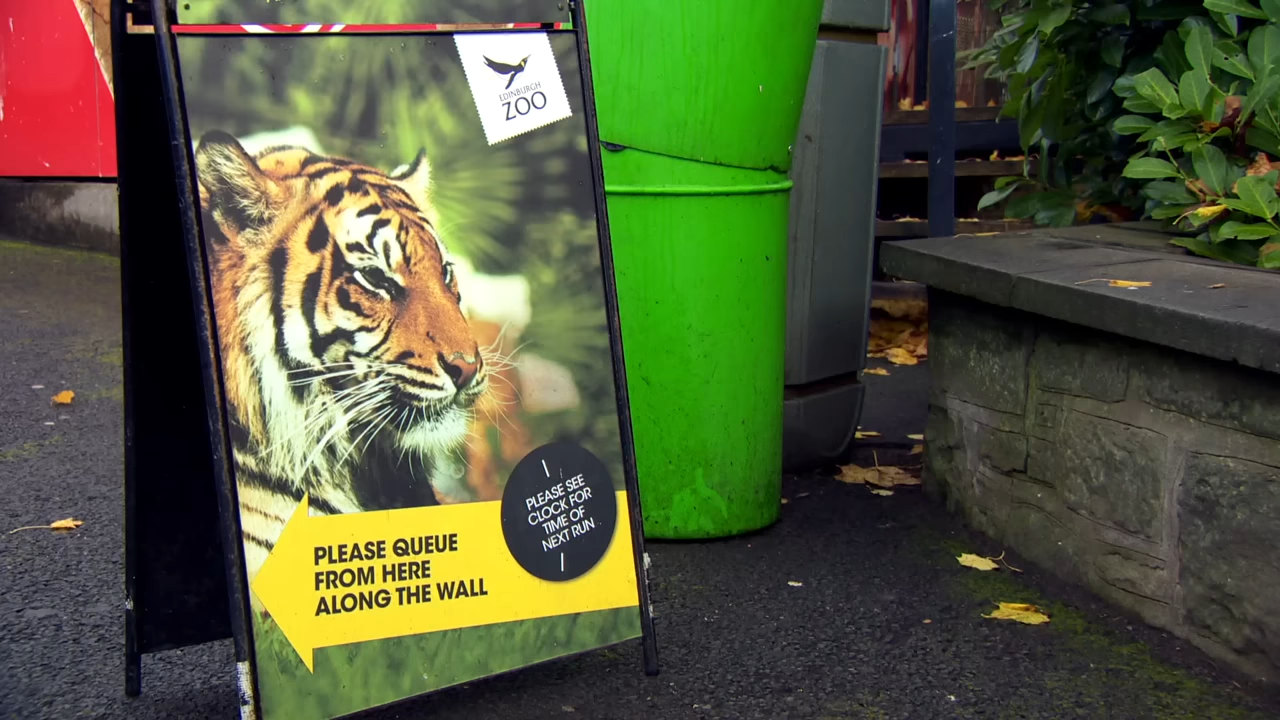 EDINBURGH
ZOO
PLEASE SEE
CLOCK FOR
TIME OF
NEXT RUN
PLEASE QUEUE
FROM HERE
ALONG THE WALL